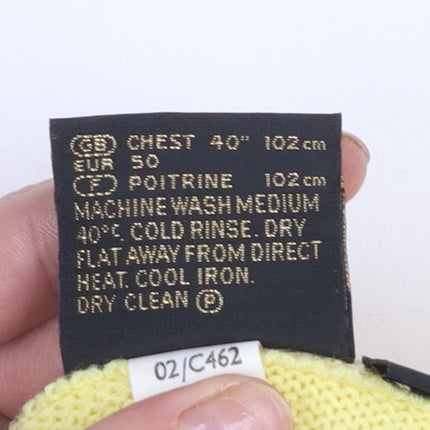 GB CHEST 40" 102 cm
EUR 50
F POITRINE 102 cm
MACHINE WASH MEDIUM
40°C COLD RINSE. DRY
FLAT AWAY FROM DIRECT
HEAT. COOL IRON.
DRY CLEAN P
02/C462